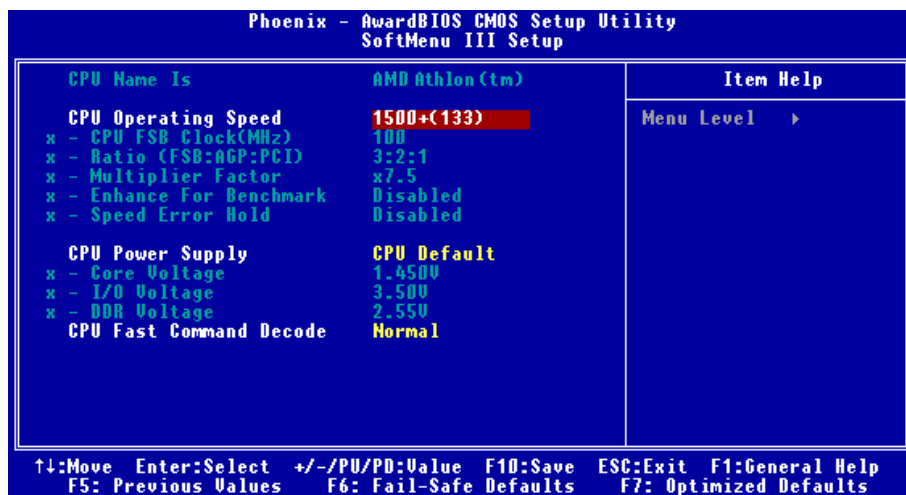 Phoenix - AwardBIOS CMOS Setup Utility
SoftMenu III Setup
CPU Name Is AMD Athlon(tm)
Item Help
CPU Operating Speed 1500+(133)
Menu Level ▸
x - CPU FSB Clock(MHz) 100
x - Ratio (FSB:AGP:PCI) 3:2:1
x - Multiplier Factor x7.5
x - Enhance For Benchmark Disabled
x - Speed Error Hold Disabled
CPU Power Supply CPU Default
x - Core Voltage 1.450V
x - I/O Voltage 3.50V
x - DDR Voltage 2.55V
CPU Fast Command Decode Normal
↑↓:Move Enter:Select +/-/PU/PD:Value F10:Save ESC:Exit F1:General Help
F5: Previous Values F6: Fail-Safe Defaults F7: Optimized Defaults